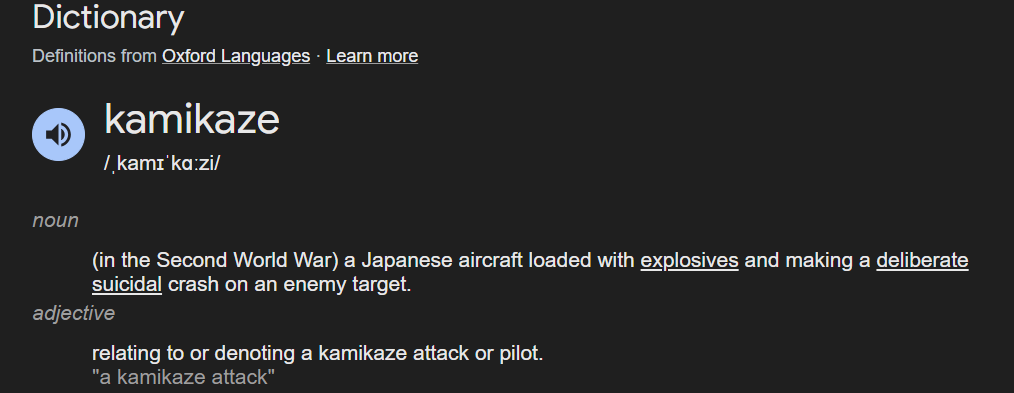 Dictionary
Definitions from Oxford Languages · Learn more
kamikaze
/ˌkamɪˈkɑːzi/
noun
(in the Second World War) a Japanese aircraft loaded with explosives and making a deliberate
suicidal crash on an enemy target.
adjective
relating to or denoting a kamikaze attack or pilot.
"a kamikaze attack"